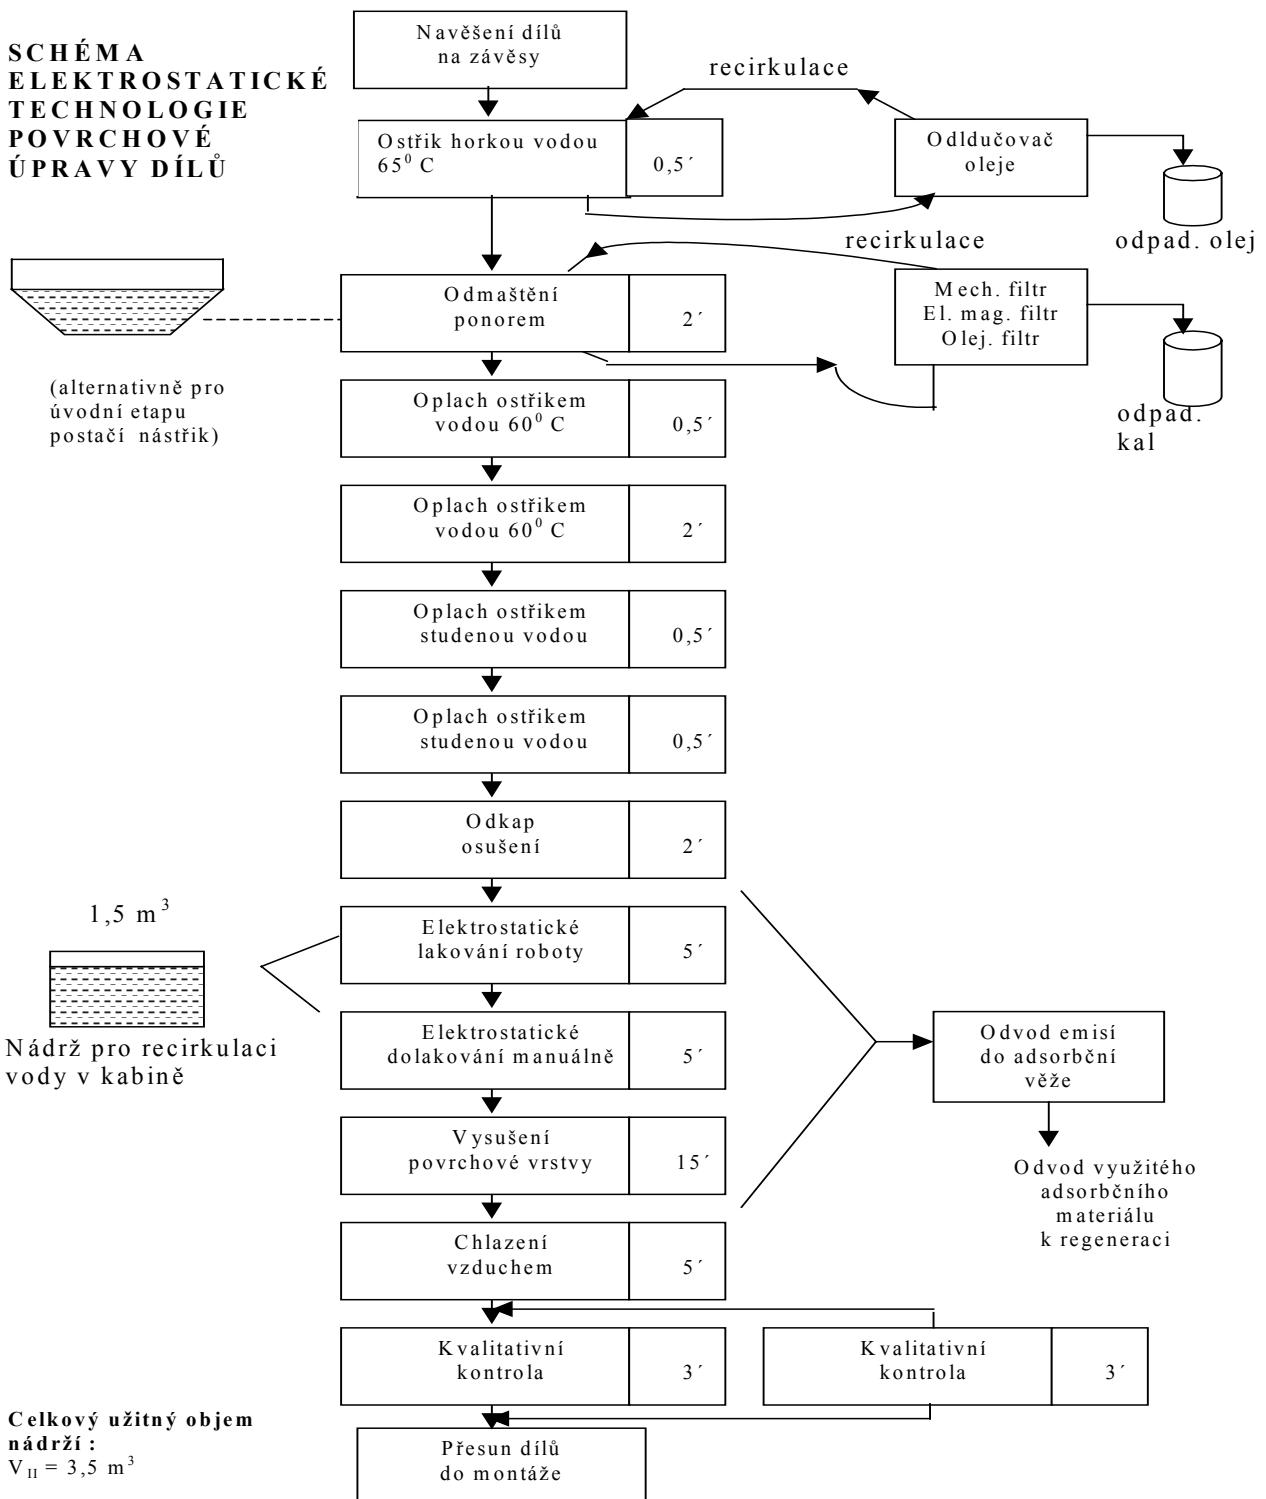 SCHÉMA
ELEKTROSTATICKÉ
TECHNOLOGIE
POVRCHOVÉ
ÚPRAVY DÍLŮ
Navěšení dílů
na závěsy
recirkulace
Ostřik horkou vodou
65⁰ C
0,5´
Odldučovač
oleje
odpad. olej
recirkulace
Odmaštění
ponorem
2´
Mech. filtr
El. mag. filtr
Olej. filtr
odpad.
kal
(alternativně pro
úvodní etapu
postačí nástřik)
Oplach ostřikem
vodou 60⁰ C
0,5´
Oplach ostřikem
vodou 60⁰ C
2´
Oplach ostřikem
studenou vodou
0,5´
Oplach ostřikem
studenou vodou
0,5´
Odkap
osušení
2´
1,5 m³
Nádrž pro recirkulaci
vody v kabině
Elektrostatické
lakování roboty
5´
Elektrostatické
dolakování manuálně
5´
Odvod emisí
do adsorbční
věže
Vysušení
povrchové vrstvy
15´
Odvod využitého
adsorbčního
materiálu
k regeneraci
Chlazení
vzduchem
5´
Kvalitativní
kontrola
3´
Kvalitativní
kontrola
3´
Celkový užitný objem
nádrží :
V II = 3,5 m³
Přesun dílů
do montáže